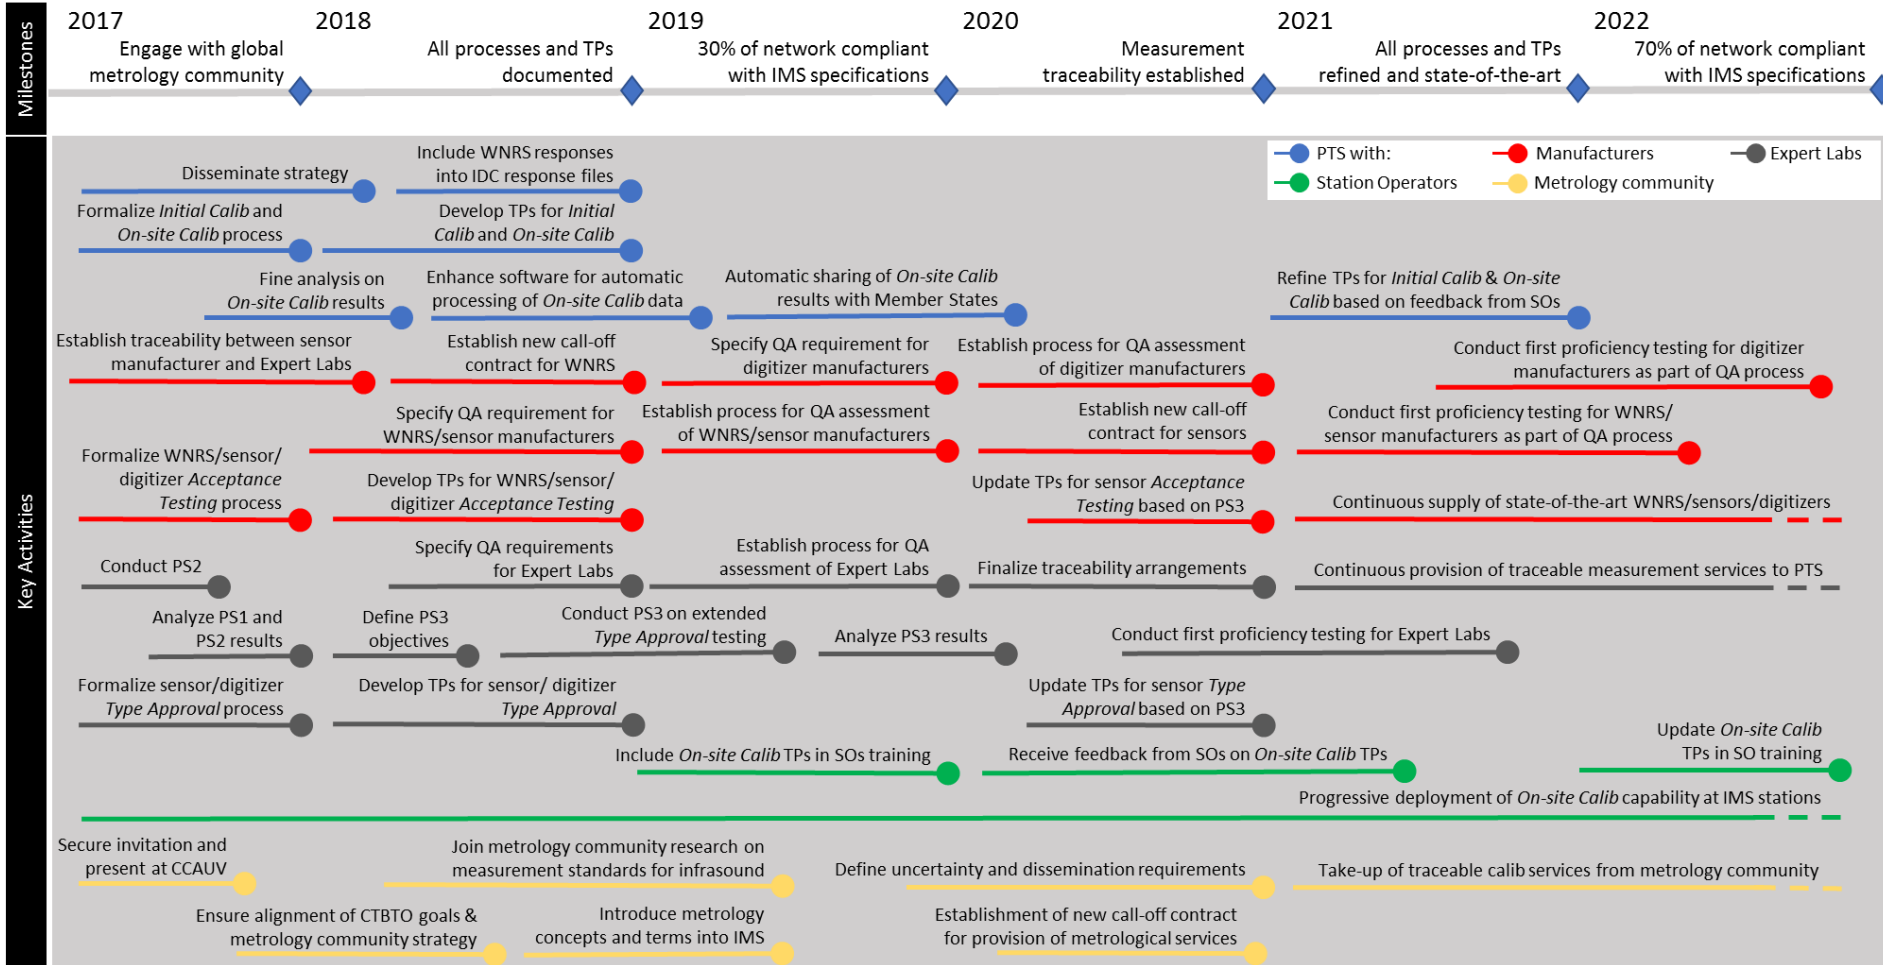 Milestones
2017
2018
2019
2020
2021
2022
Engage with global
metrology community
All processes and TPs
documented
30% of network compliant
with IMS specifications
Measurement
traceability established
All processes and TPs
refined and state-of-the-art
70% of network compliant
with IMS specifications
Key Activities
PTS with:
Manufacturers
Expert Labs
Station Operators
Metrology community
Disseminate strategy
Include WNRS responses
into IDC response files
Formalize Initial Calib and
On-site Calib process
Develop TPs for Initial
Calib and On-site Calib
Fine analysis on
On-site Calib results
Enhance software for automatic
processing of On-site Calib data
Automatic sharing of On-site Calib
results with Member States
Refine TPs for Initial Calib & On-site
Calib based on feedback from SOs
Establish traceability between sensor
manufacturer and Expert Labs
Establish new call-off
contract for WNRS
Specify QA requirement for
digitizer manufacturers
Establish process for QA assessment
of digitizer manufacturers
Conduct first proficiency testing for digitizer
manufacturers as part of QA process
Specify QA requirement for
WNRS/sensor manufacturers
Establish process for QA assessment
of WNRS/sensor manufacturers
Establish new call-off
contract for sensors
Conduct first proficiency testing for WNRS/
sensor manufacturers as part of QA process
Formalize WNRS/sensor/
digitizer Acceptance
Testing process
Develop TPs for WNRS/sensor/
digitizer Acceptance Testing
Update TPs for sensor Acceptance
Testing based on PS3
Continuous supply of state-of-the-art WNRS/sensors/digitizers
Conduct PS2
Specify QA requirements
for Expert Labs
Establish process for QA
assessment of Expert Labs
Finalize traceability arrangements
Continuous provision of traceable measurement services to PTS
Analyze PS1 and
PS2 results
Define PS3
objectives
Conduct PS3 on extended
Type Approval testing
Analyze PS3 results
Conduct first proficiency testing for Expert Labs
Formalize sensor/digitizer
Type Approval process
Develop TPs for sensor/ digitizer
Type Approval
Update TPs for sensor Type
Approval based on PS3
Include On-site Calib TPs in SOs training
Receive feedback from SOs on On-site Calib TPs
Update On-site Calib
TPs in SO training
Progressive deployment of On-site Calib capability at IMS stations
Secure invitation and
present at CCAUV
Join metrology community research on
measurement standards for infrasound
Define uncertainty and dissemination requirements
Take-up of traceable calib services from metrology community
Ensure alignment of CTBTO goals &
metrology community strategy
Introduce metrology
concepts and terms into IMS
Establishment of new call-off contract
for provision of metrological services